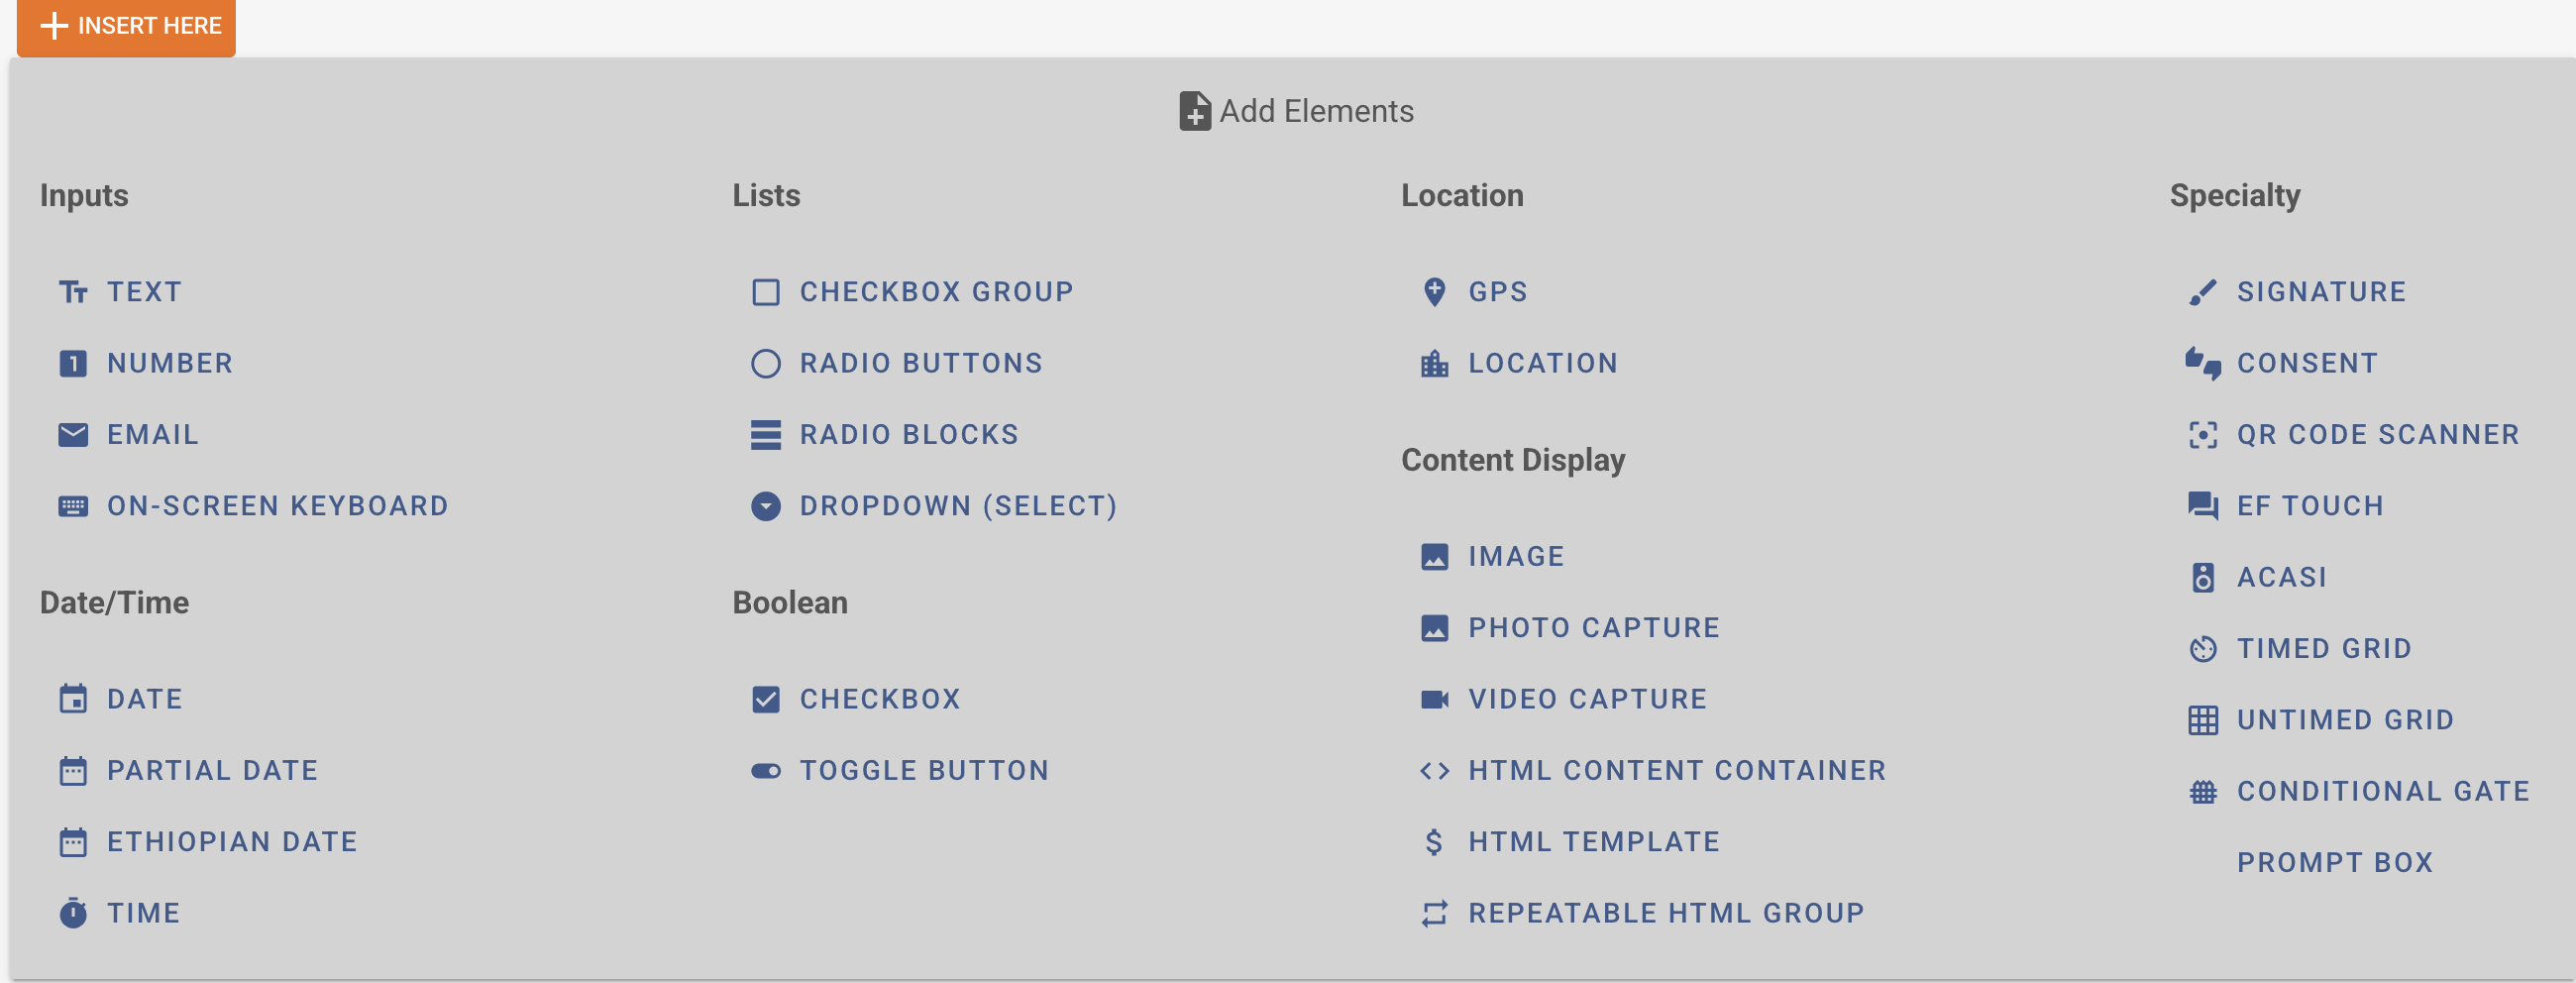 INSERT HERE
Add Elements
Inputs
TEXT
NUMBER
EMAIL
ON-SCREEN KEYBOARD
Date/Time
DATE
PARTIAL DATE
ETHIOPIAN DATE
TIME
Lists
CHECKBOX GROUP
RADIO BUTTONS
RADIO BLOCKS
DROPDOWN (SELECT)
Boolean
CHECKBOX
TOGGLE BUTTON
Location
GPS
LOCATION
Content Display
IMAGE
PHOTO CAPTURE
VIDEO CAPTURE
HTML CONTENT CONTAINER
HTML TEMPLATE
REPEATABLE HTML GROUP
Specialty
SIGNATURE
CONSENT
QR CODE SCANNER
EF TOUCH
ACASI
TIMED GRID
UNTIMED GRID
CONDITIONAL GATE
PROMPT BOX